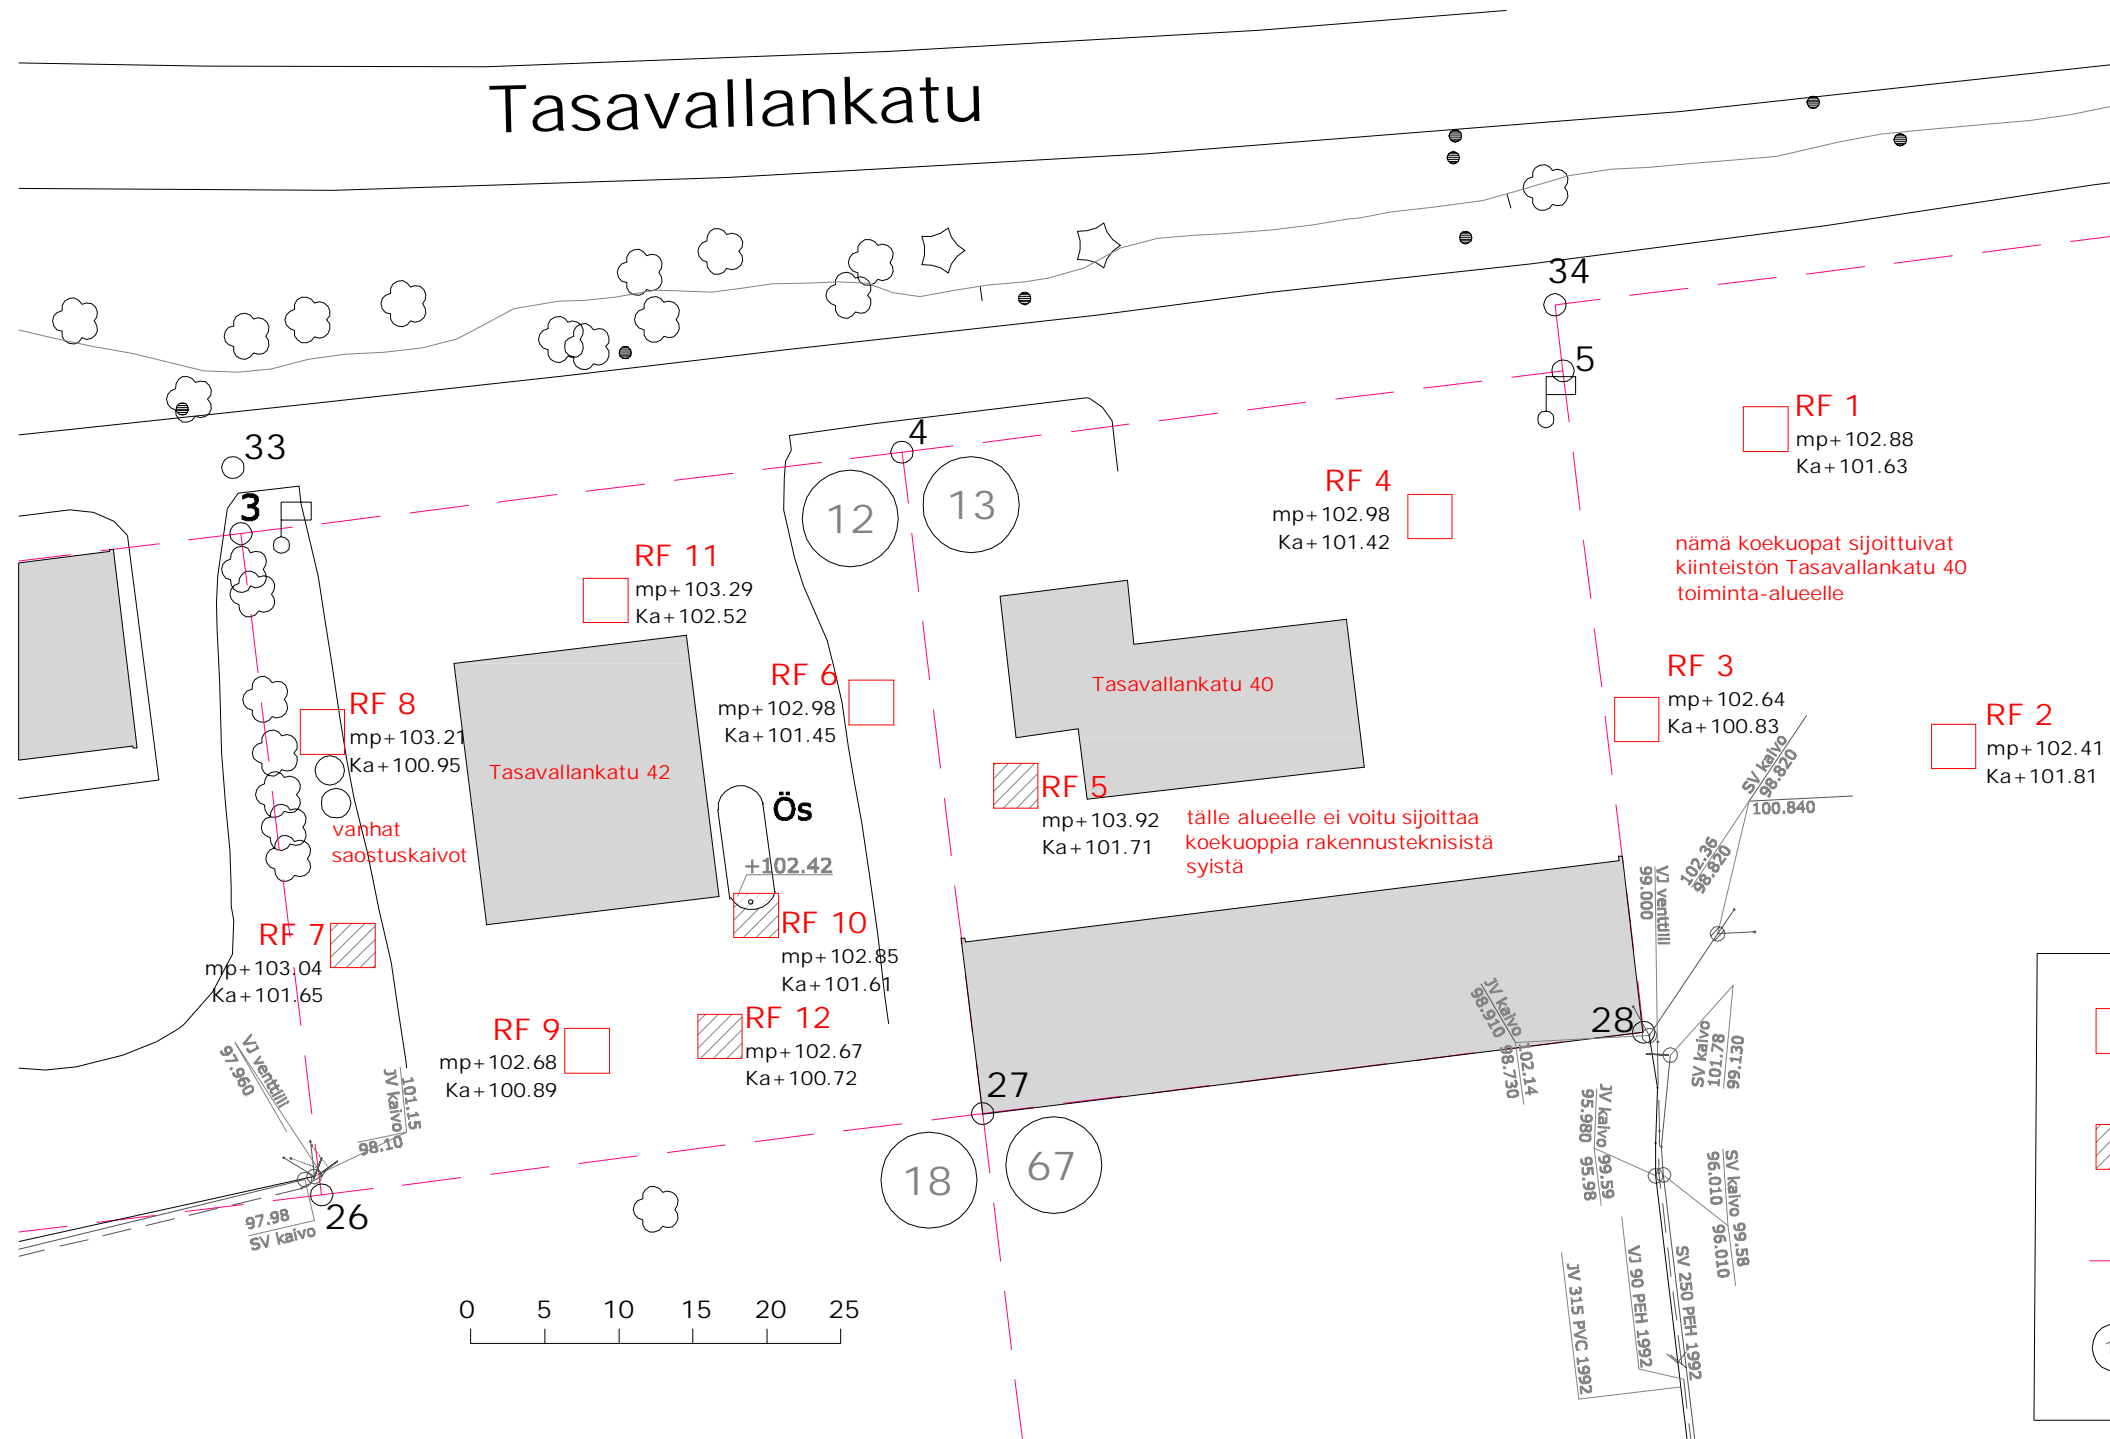 Tasavallankatu
34
5
RF 1
mp+102.88
Ka+101.63
33
3
4
12
13
RF 4
mp+102.98
Ka+101.42
nämä koekuopat sijoittuivat
kiinteistön Tasavallankatu 40
toiminta-alueelle
RF 11
mp+103.29
Ka+102.52
RF 6
mp+102.98
Ka+101.45
Tasavallankatu 40
RF 3
mp+102.64
Ka+100.83
RF 2
mp+102.41
Ka+101.81
RF 8
mp+103.21
Ka+100.95
Tasavallankatu 42
vanhat
saostuskaivot
Ös
+102.42
RF 5
mp+103.92
Ka+101.71
tälle alueelle ei voitu sijoittaa
koekuoppia rakennusteknisistä
syistä
SV kaivo
98.820
100.840
102.36
98.820
VJ venttiili
99.000
RF 7
mp+103.04
Ka+101.65
RF 10
mp+102.85
Ka+101.61
RF 9
mp+102.68
Ka+100.89
RF 12
mp+102.67
Ka+100.72
28
JV kaivo 102.14
98.910 98.730
SV kaivo
101.78
99.130
VJ venttiili
97.960
101.15
JV kaivo
98.10
27
18
67
JV kaivo 99.59
95.980 95.98
SV kaivo 99.58
96.010 96.010
26
97.98
SV kaivo
0 5 10 15 20 25
JV 315 PVC 1992
VJ 90 PEH 1992
SV 250 PEH 1992